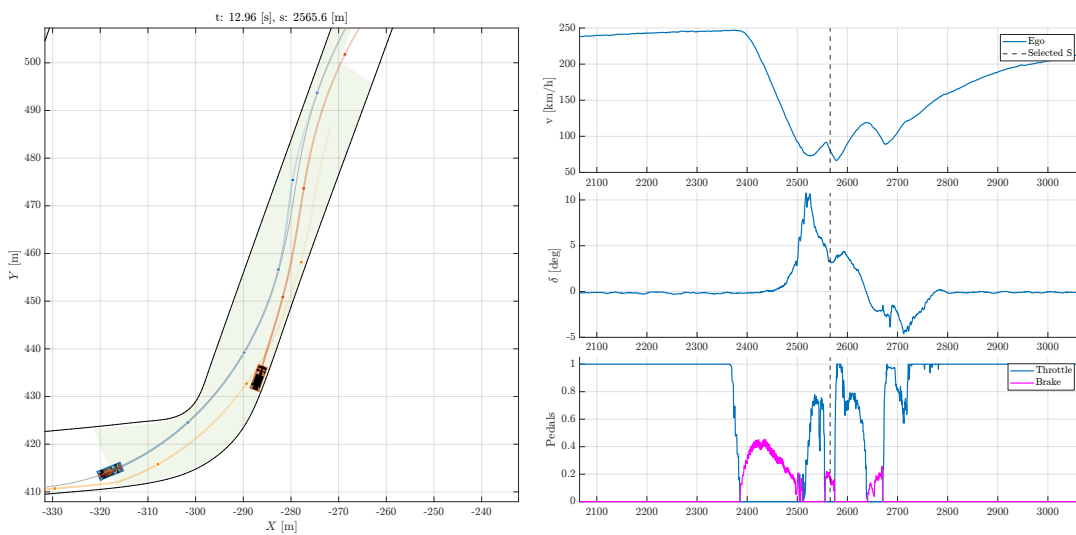 t: 12.96 [s], s: 2565.6 [m]
500
490
480
470
460
450
440
430
420
410
Y [m]
-330 -320 -310 -300 -290 -280 -270 -260 -250 -240
X [m]
250
200
150
100
50
v [km/h]
Ego
Selected S
2100 2200 2300 2400 2500 2600 2700 2800 2900 3000
10
5
0
-5
δ [deg]
2100 2200 2300 2400 2500 2600 2700 2800 2900 3000
1
0.8
0.6
0.4
0.2
0
Pedals
Throttle
Brake
2100 2200 2300 2400 2500 2600 2700 2800 2900 3000